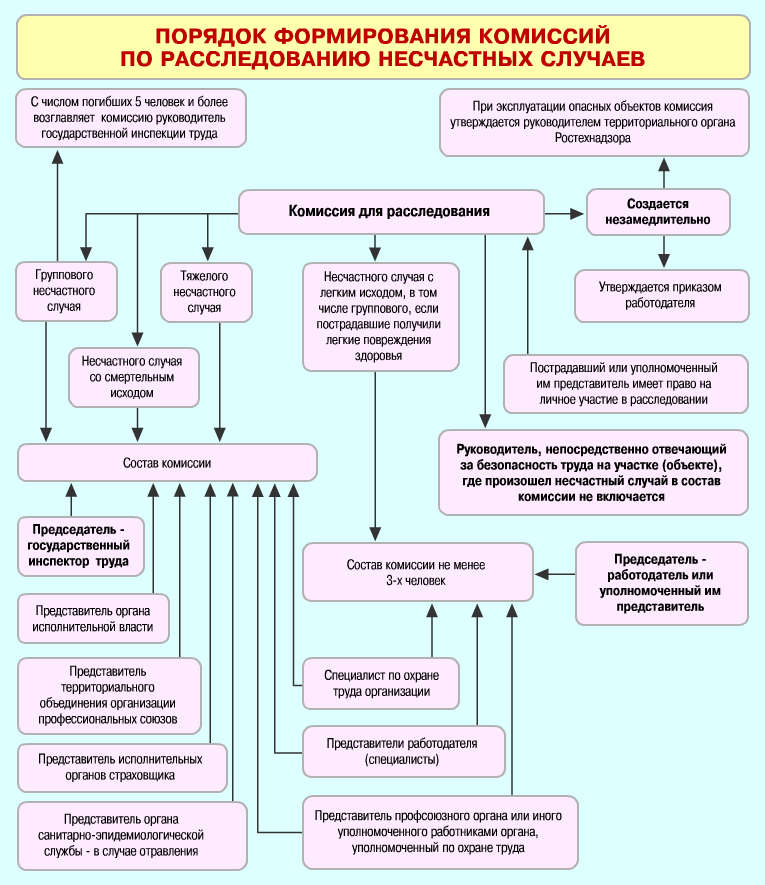 ПОРЯДОК ФОРМИРОВАНИЯ КОМИССИЙ
ПО РАССЛЕДОВАНИЮ НЕСЧАСТНЫХ СЛУЧАЕВ
С числом погибших 5 человек и более
возглавляет комиссию руководитель
государственной инспекции труда
При эксплуатации опасных объектов комиссия
утверждается руководителем территориального органа
Ростехнадзора
Комиссия для расследования
Создается
незамедлительно
Группового
несчастного
случая
Тяжелого
несчастного
случая
Несчастного случая с
легким исходом, в том
числе группового, если
пострадавшие получили
легкие повреждения
здоровья
Утверждается приказом
работодателя
Несчастного случая
со смертельным
исходом
Пострадавший или уполномоченный
им представитель имеет право на
личное участие в расследовании
Состав комиссии
Руководитель, непосредственно отвечающий
за безопасность труда на участке (объекте),
где произошел несчастный случай в состав
комиссии не включается
Председатель -
государственный
инспектор труда
Состав комиссии не менее
3-х человек
Председатель -
работодатель или
уполномоченный им
представитель
Представитель органа
исполнительной власти
Представитель
территориального
объединения организации
профессиональных союзов
Специалист по охране
труда организации
Представитель исполнительных
органов страховщика
Представители работодателя
(специалисты)
Представитель органа
санитарно-эпидемиологической
службы - в случае отравления
Представитель профсоюзного органа или иного
уполномоченного работниками органа,
уполномоченный по охране труда